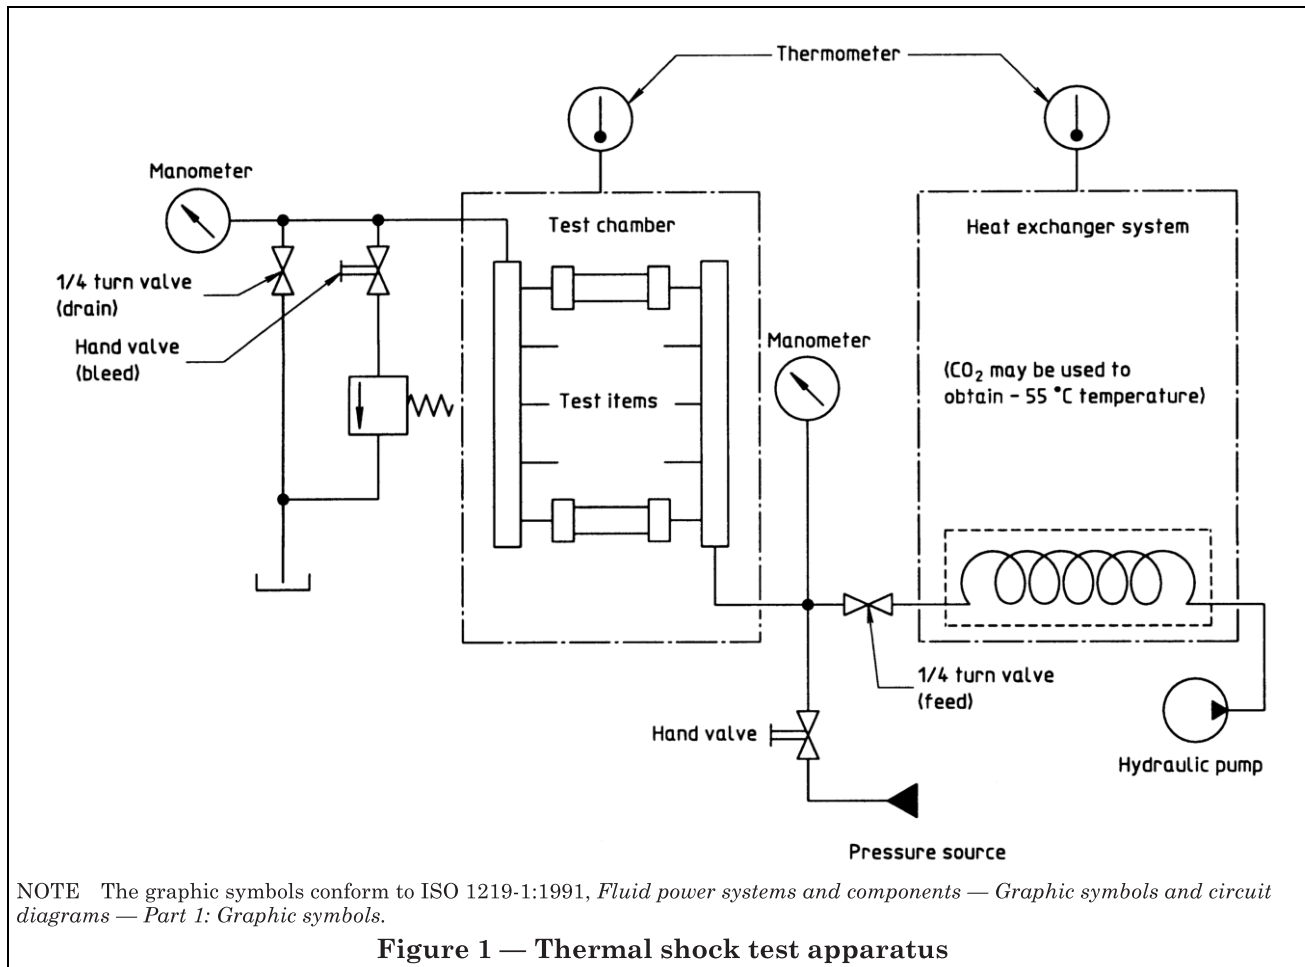 Thermometer
Manometer
Test chamber
Heat exchanger system
1/4 turn valve
(drain)
Hand valve
(bleed)
Manometer
(CO₂ may be used to
obtain - 55 °C temperature)
Test items
1/4 turn valve
(feed)
Hand valve
Hydraulic pump
Pressure source
NOTE The graphic symbols conform to ISO 1219-1:1991, Fluid power systems and components — Graphic symbols and circuit
diagrams — Part 1: Graphic symbols.
Figure 1 — Thermal shock test apparatus